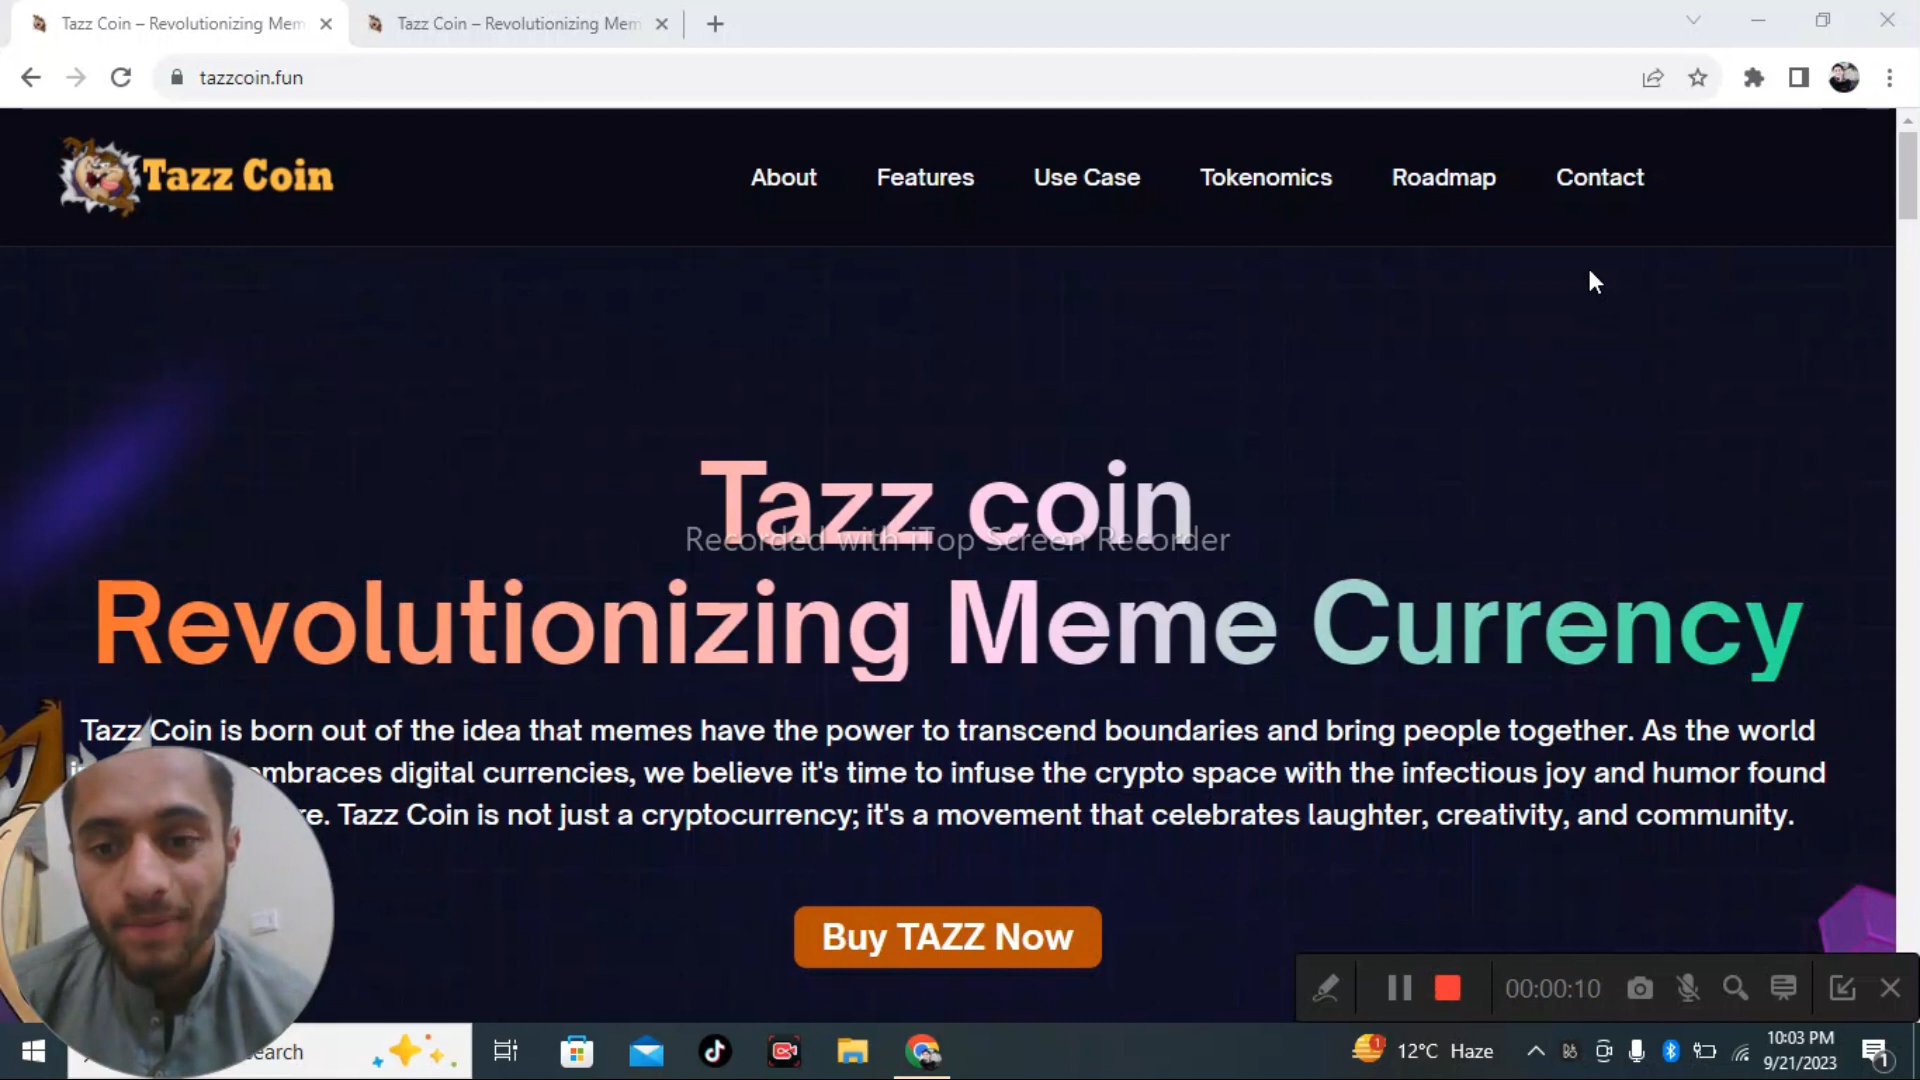 Tazz Coin – Revolutionizing Mem
Tazz Coin – Revolutionizing Mem
tazzcoin.fun
Tazz Coin
About
Features
Use Case
Tokenomics
Roadmap
Contact
Tazz coin
Recorded with iTop Screen Recorder
Revolutionizing Meme Currency
Tazz Coin is born out of the idea that memes have the power to transcend boundaries and bring people together. As the world
embraces digital currencies, we believe it's time to infuse the crypto space with the infectious joy and humor found
Tazz Coin is not just a cryptocurrency; it's a movement that celebrates laughter, creativity, and community.
Buy TAZZ Now
00:00:10
earch
1
12°C Haze
10:03 PM
9/21/2023
1